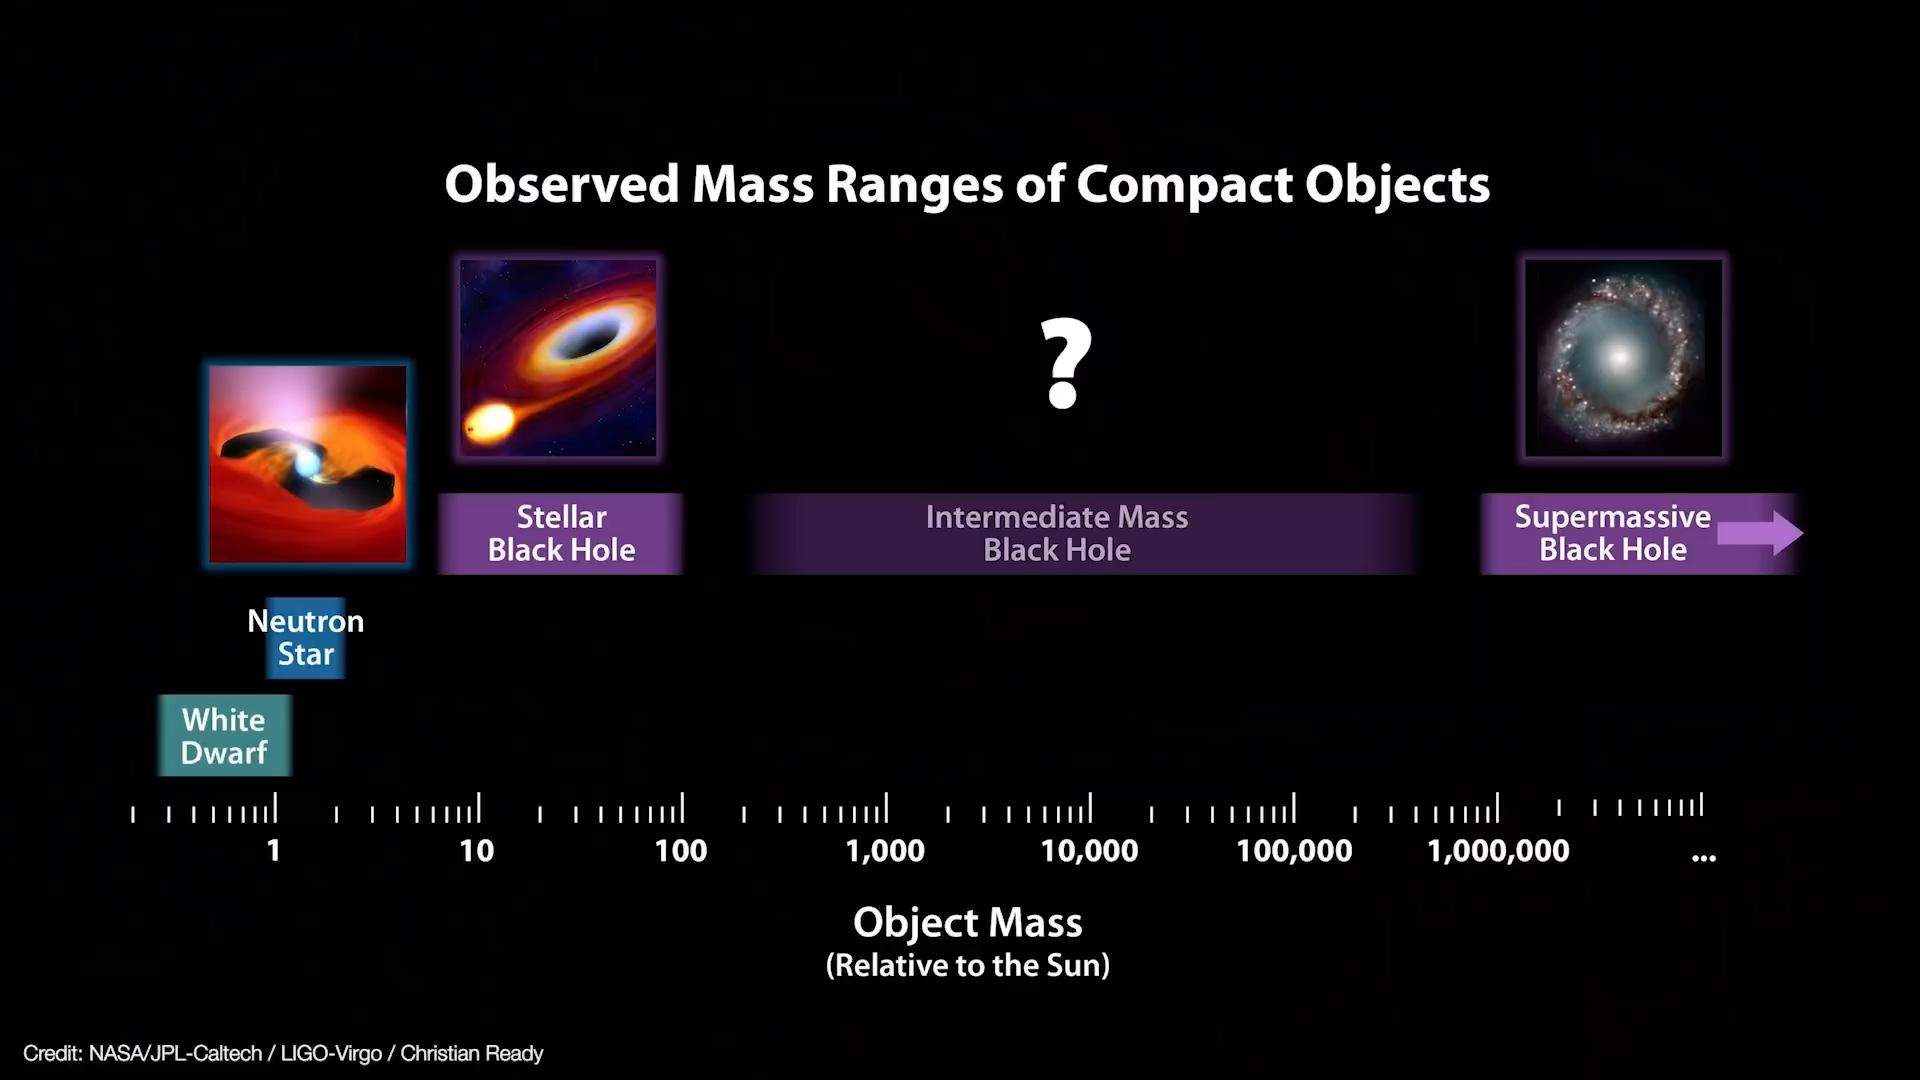 Observed Mass Ranges of Compact Objects
?
Stellar
Black Hole
Intermediate Mass
Black Hole
Supermassive
Black Hole
Neutron
Star
White
Dwarf
1 10 100 1,000 10,000 100,000 1,000,000 ...
Object Mass
(Relative to the Sun)
Credit: NASA/JPL-Caltech / LIGO-Virgo / Christian Ready